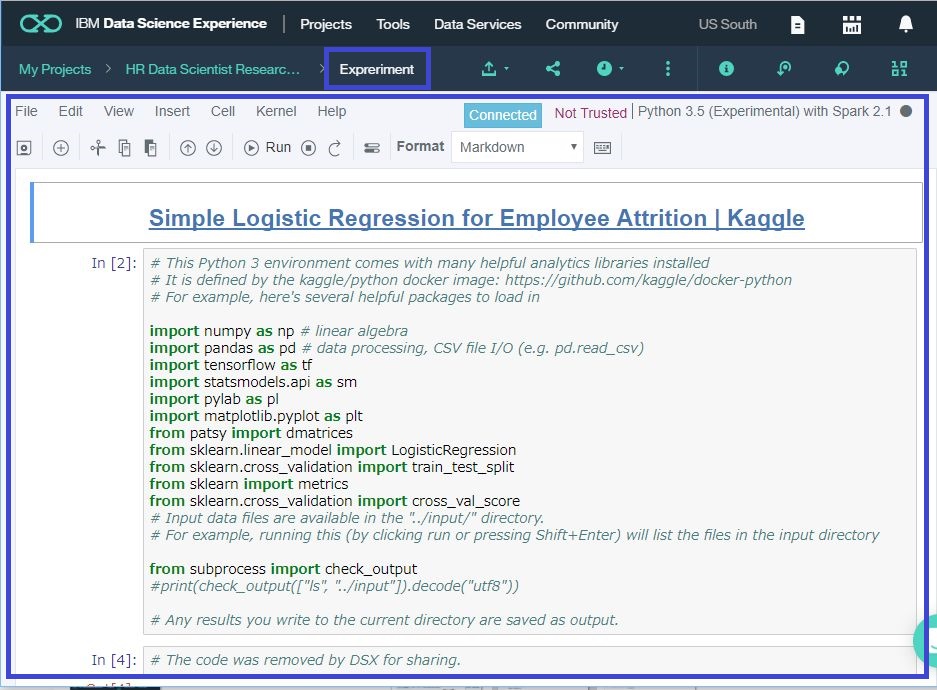 IBM Data Science Experience | Projects Tools Data Services Community US South
My Projects > HR Data Scientist Researc... > Expreriment
File Edit View Insert Cell Kernel Help Connected Not Trusted | Python 3.5 (Experimental) with Spark 2.1
Run Format Markdown
Simple Logistic Regression for Employee Attrition | Kaggle
In [2]: # This Python 3 environment comes with many helpful analytics libraries installed
# It is defined by the kaggle/python docker image: https://github.com/kaggle/docker-python
# For example, here's several helpful packages to load in
import numpy as np # linear algebra
import pandas as pd # data processing, CSV file I/O (e.g. pd.read_csv)
import tensorflow as tf
import statsmodels.api as sm
import pylab as pl
import matplotlib.pyplot as plt
from patsy import dmatrices
from sklearn.linear_model import LogisticRegression
from sklearn.cross_validation import train_test_split
from sklearn import metrics
from sklearn.cross_validation import cross_val_score
# Input data files are available in the "../input/" directory.
# For example, running this (by clicking run or pressing Shift+Enter) will list the files in the input directory
from subprocess import check_output
#print(check_output(["ls", "../input"]).decode("utf8"))
# Any results you write to the current directory are saved as output.
In [4]: # The code was removed by DSX for sharing.